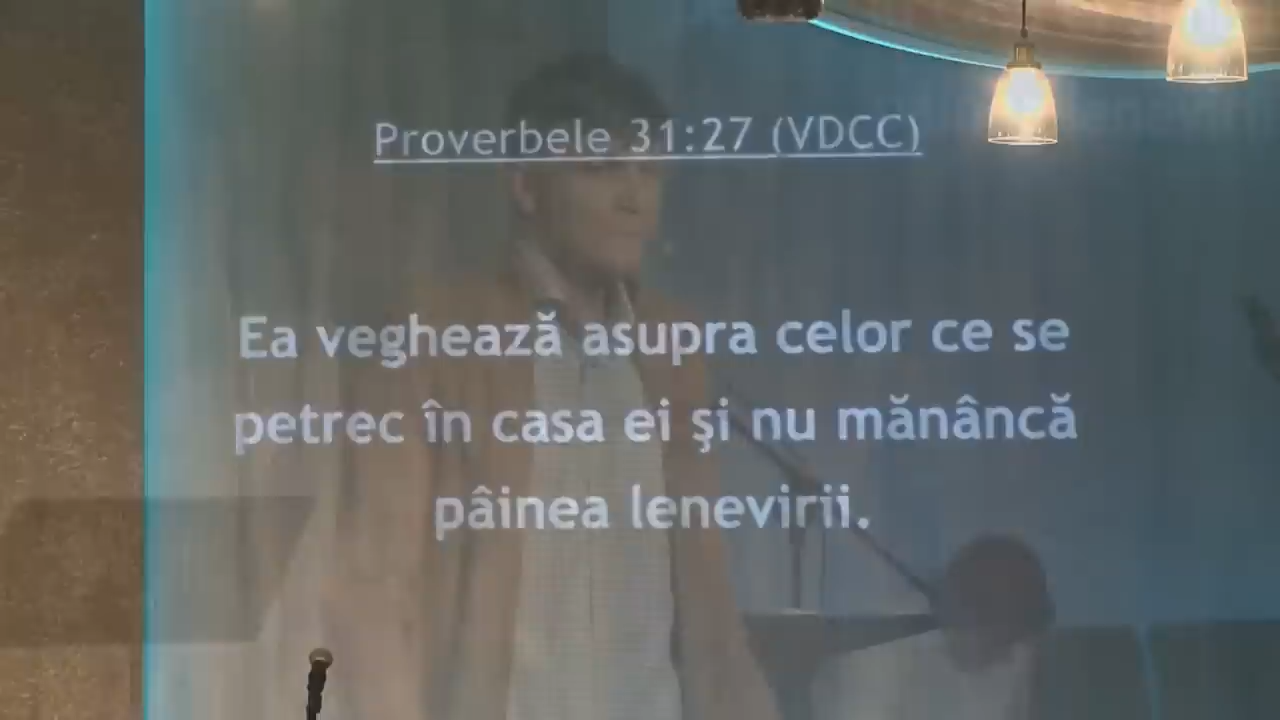 Proverbele 31:27 (VDCC)
Ea veghează asupra celor ce se
petrec în casa ei şi nu mănâncă
pâinea lenevirii.